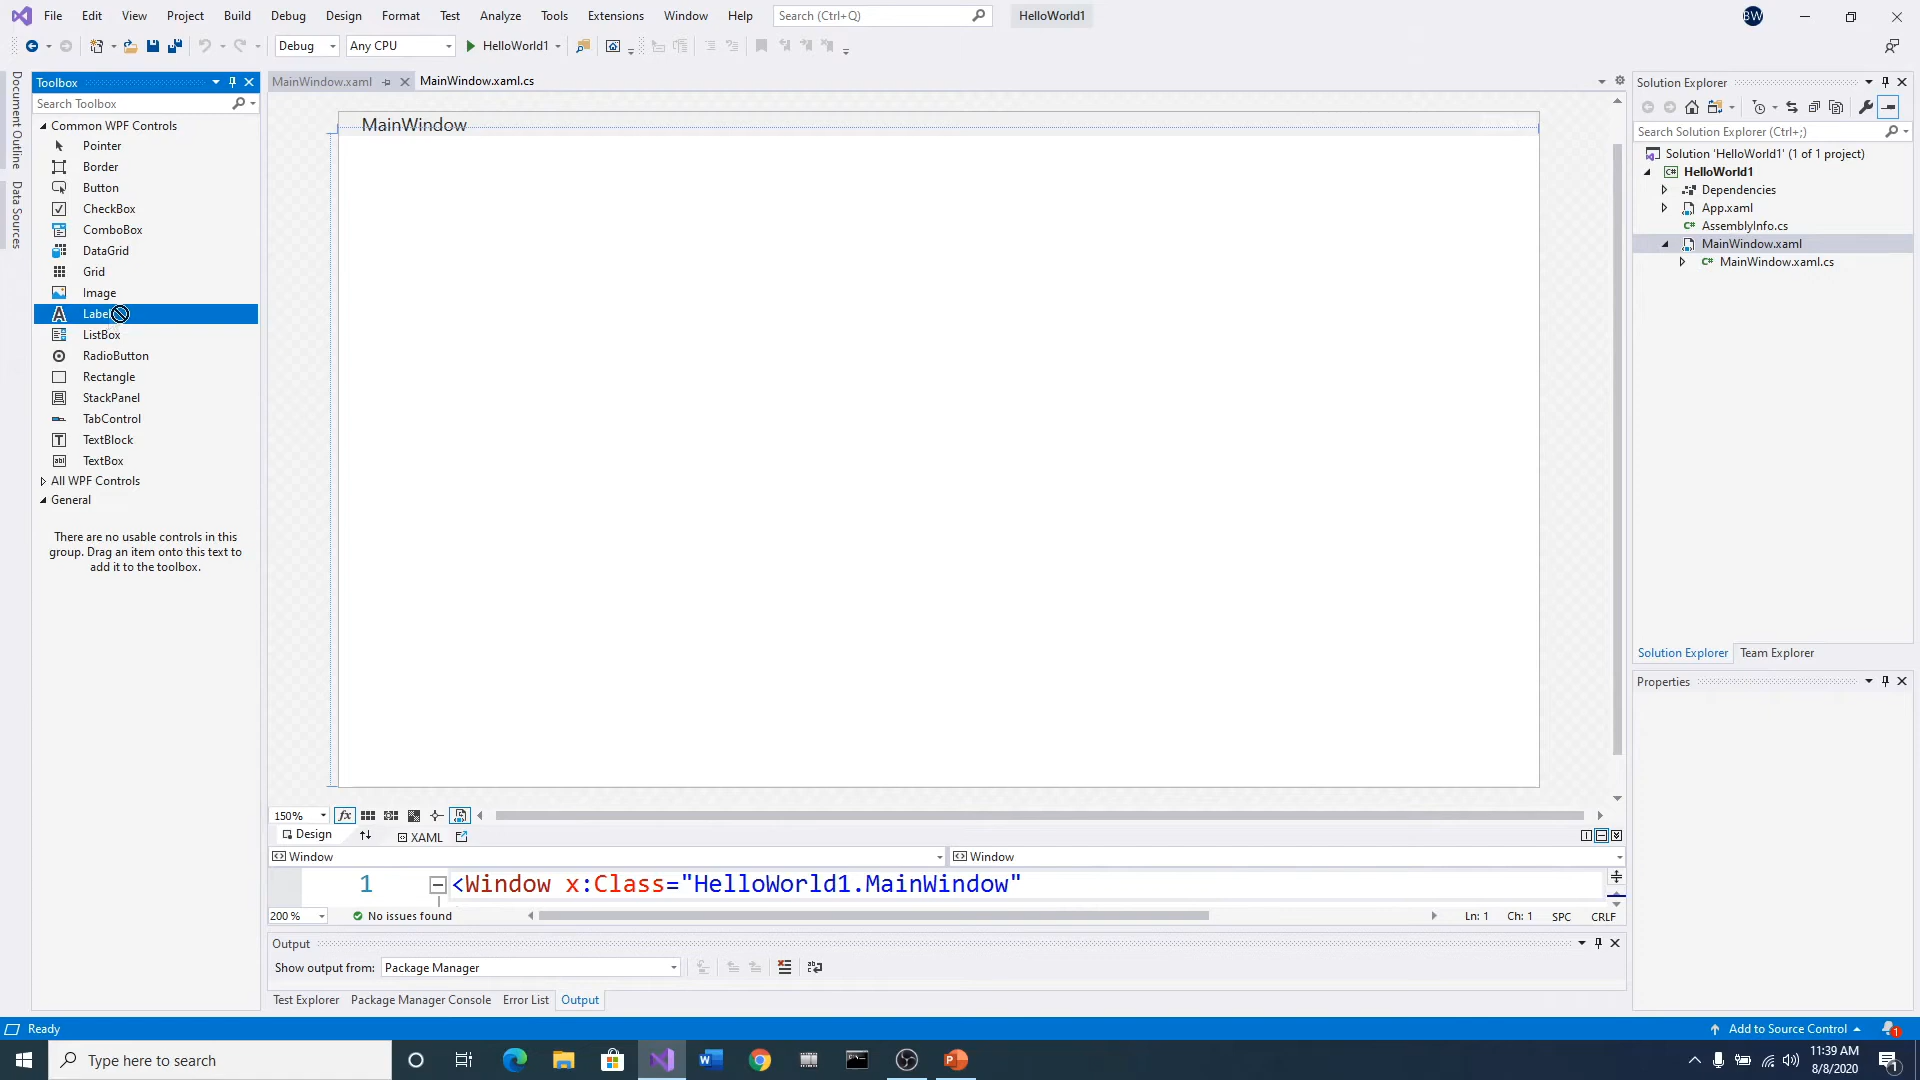 File Edit View Project Build Debug Design Format Test Analyze Tools Extensions Window Help Search (Ctrl+Q) HelloWorld1 BW
Debug Any CPU HelloWorld1
Document Outline
Data Sources
Toolbox
Search Toolbox
Common WPF Controls
Pointer
Border
Button
CheckBox
ComboBox
DataGrid
Grid
Image
Label
ListBox
RadioButton
Rectangle
StackPanel
TabControl
TextBlock
TextBox
All WPF Controls
General
There are no usable controls in this
group. Drag an item onto this text to
add it to the toolbox.
MainWindow.xaml MainWindow.xaml.cs
MainWindow
150%
Design XAML
Window Window
1 <Window x:Class="HelloWorld1.MainWindow"
200 % No issues found Ln: 1 Ch: 1 SPC CRLF
Output
Show output from: Package Manager
Test Explorer Package Manager Console Error List Output
Solution Explorer
Search Solution Explorer (Ctrl+;)
Solution 'HelloWorld1' (1 of 1 project)
HelloWorld1
Dependencies
App.xaml
AssemblyInfo.cs
MainWindow.xaml
MainWindow.xaml.cs
Solution Explorer Team Explorer
Properties
Ready Add to Source Control 1
Type here to search
11:39 AM
8/8/2020
1